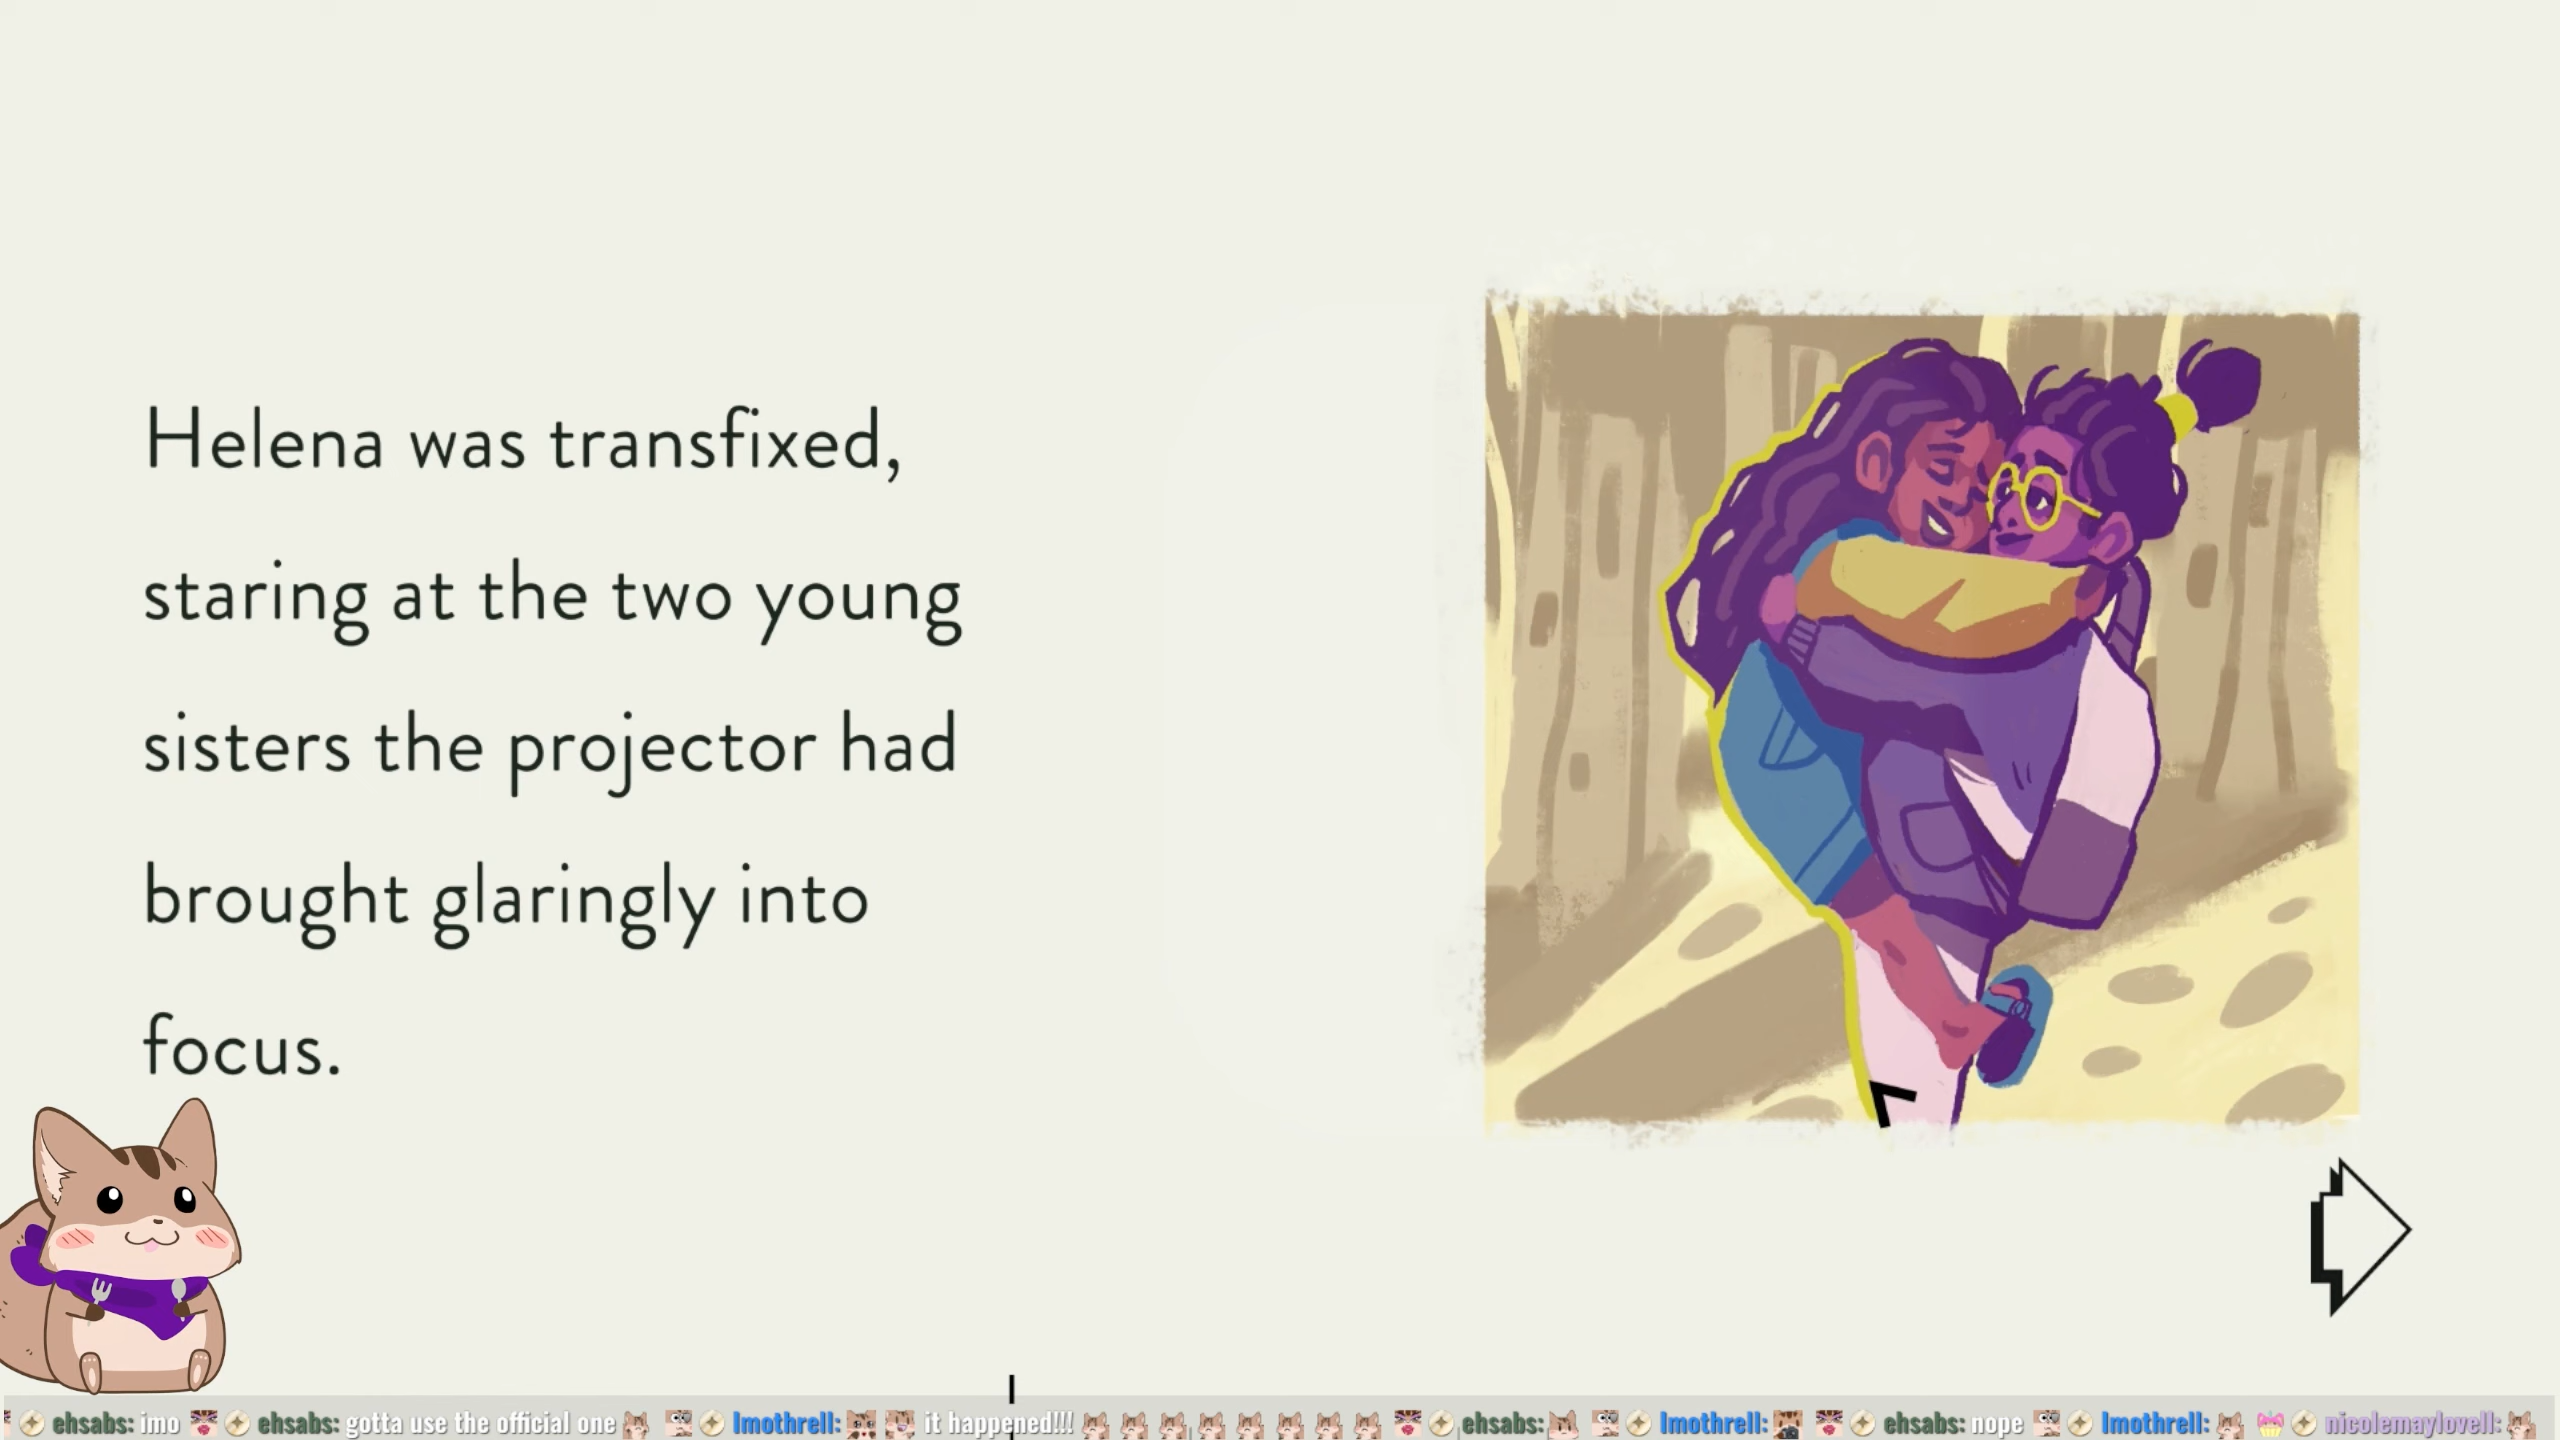 Helena was transfixed,
staring at the two young
sisters the projector had
brought glaringly into
focus.
ehsabs: imo ehsabs: gotta use the official one lmothrell: it happened!!! ehsabs: lmothrell: ehsabs: nope lmothrell: nicolemaylovell: